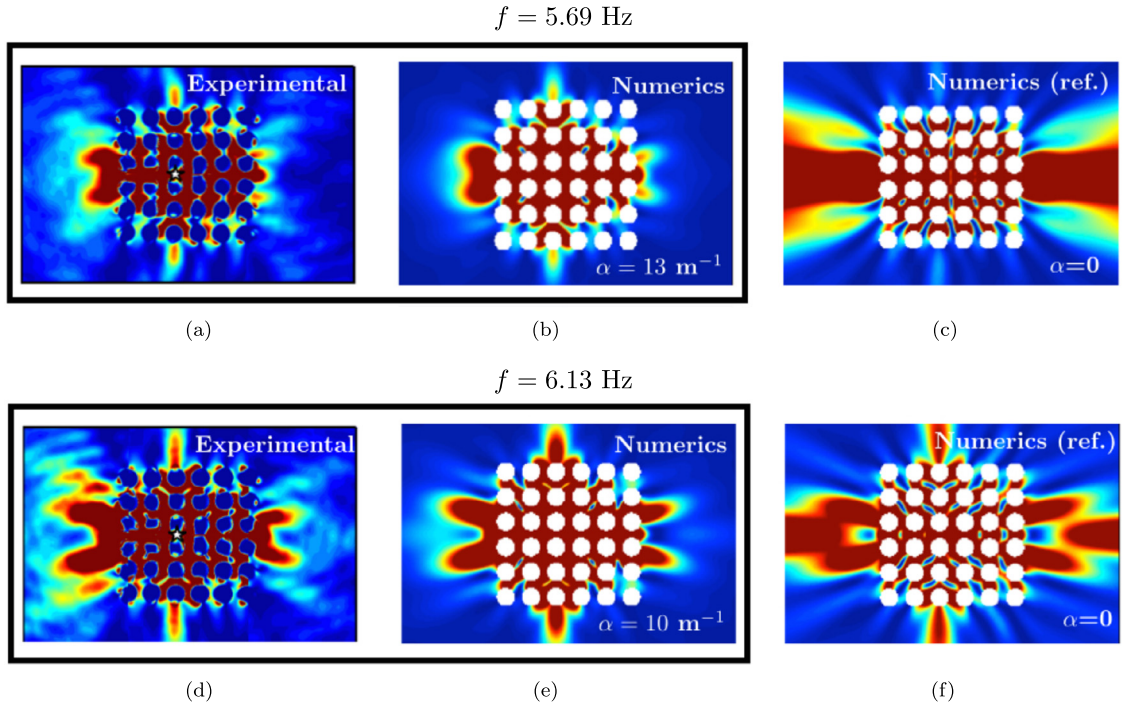 f = 5.69 Hz
Experimental
Numerics
Numerics (ref.)
α = 13 m⁻¹
α=0
(a)
(b)
(c)
f = 6.13 Hz
Experimental
Numerics
Numerics (ref.)
α = 10 m⁻¹
α=0
(d)
(e)
(f)